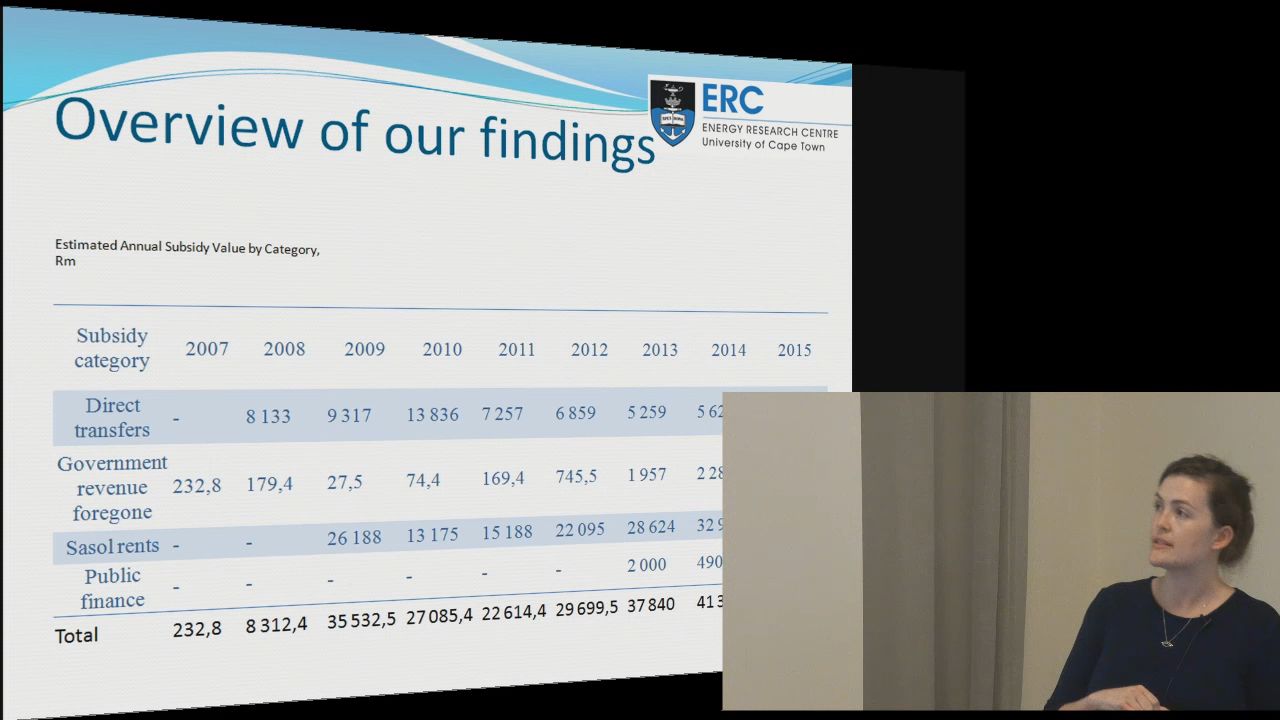 Overview of our findings
ERC
ENERGY RESEARCH CENTRE
University of Cape Town
Estimated Annual Subsidy Value by Category,
Rm
Subsidy
category 2007 2008 2009 2010 2011 2012 2013 2014 2015
Direct
transfers - 8 133 9 317 13 836 7 257 6 859 5 259 5 62
Government
revenue 232,8 179,4 27,5 74,4 169,4 745,5 1 957 2 28
foregone
Sasol rents - - 26 188 13 175 15 188 22 095 28 624 32 9
Public
finance - - - - - - 2 000 490
Total 232,8 8 312,4 35 532,5 27 085,4 22 614,4 29 699,5 37 840 413